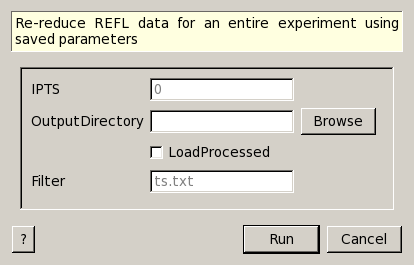 Re-reduce REFL data for an entire experiment using
saved parameters
IPTS 0
OutputDirectory Browse
LoadProcessed
Filter ts.txt
? Run Cancel